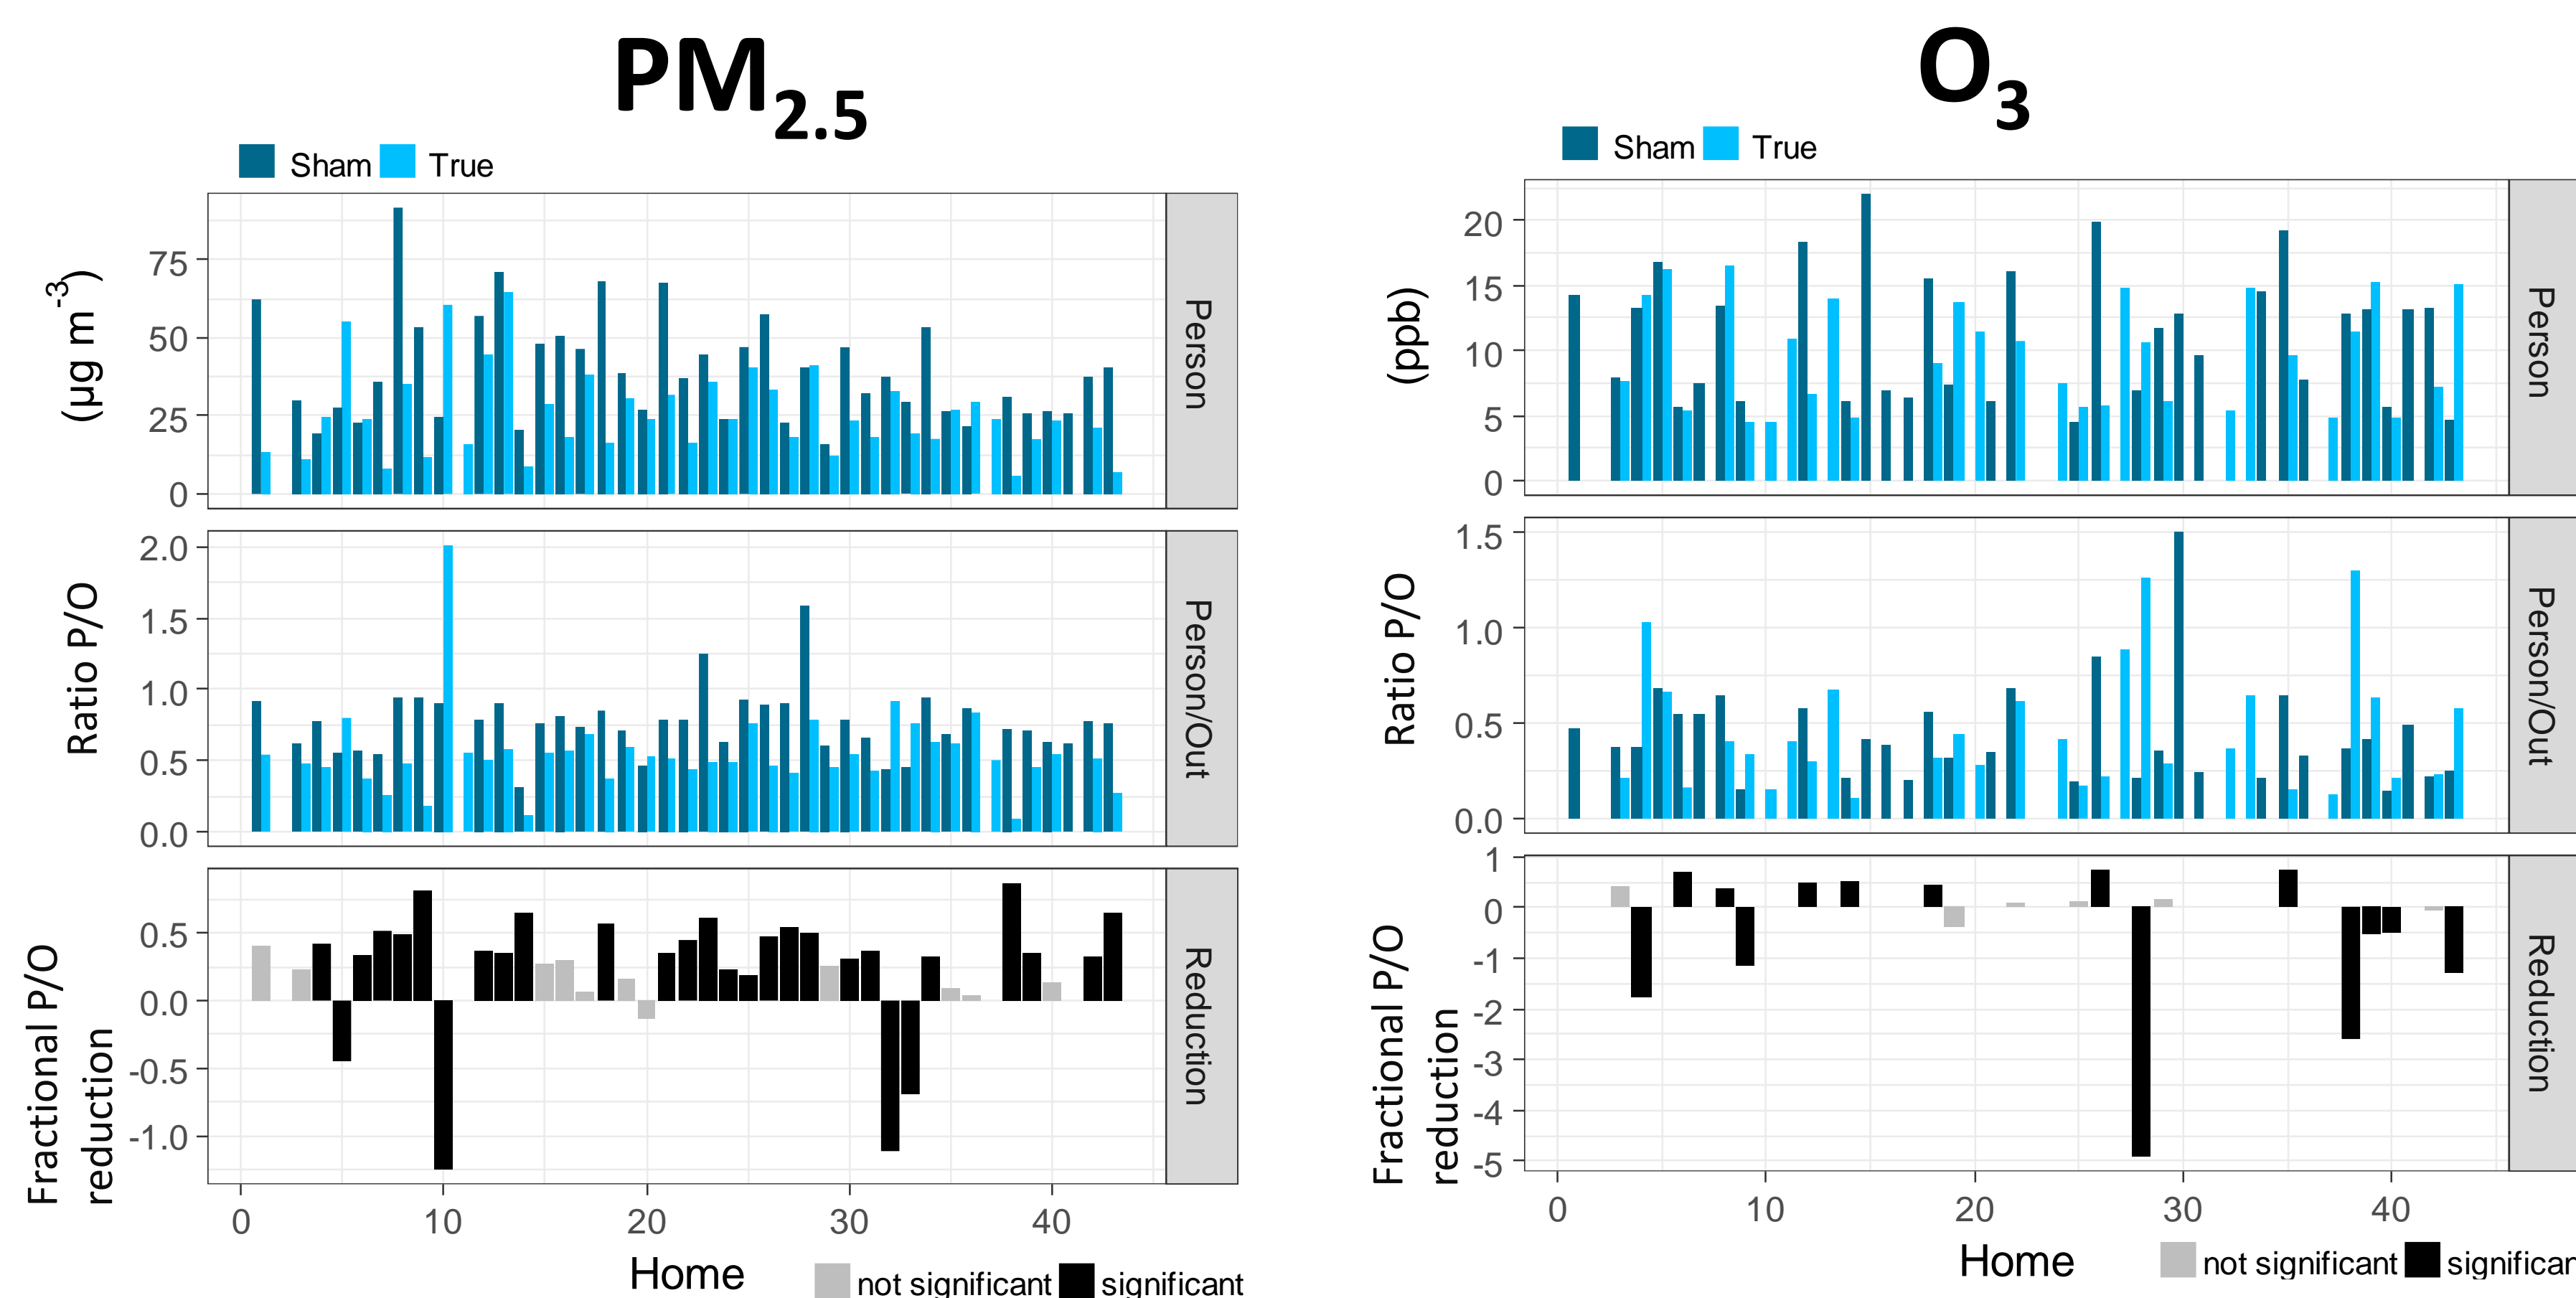 PM2.5
Sham True
75
50
25
0
(µg m-3)
Person
2.0
1.5
1.0
0.5
0.0
Ratio P/O
Person/Out
0.5
0.0
-0.5
-1.0
Fractional P/O
reduction
Reduction
0 10 20 30 40
Home
not significant significant
O3
Sham True
20
15
10
5
0
(ppb)
Person
1.5
1.0
0.5
0.0
Ratio P/O
Person/Out
1
0
-1
-2
-3
-4
-5
Fractional P/O
reduction
Reduction
0 10 20 30 40
Home
not significant significan